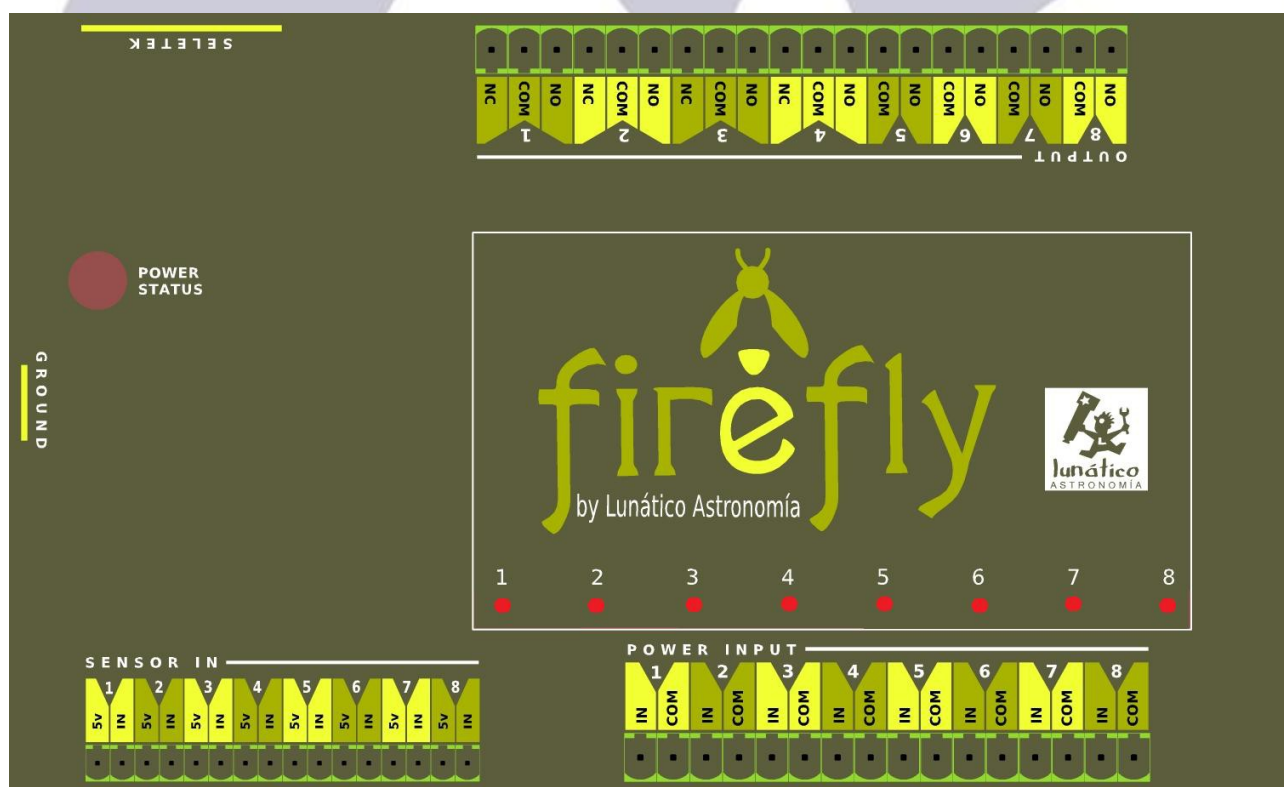 SELETEK
NC COM NO NC COM NO NC COM NO NC COM NO COM NO COM NO COM NO COM NO
1 2 3 4 5 6 7 8
OUTPUT
POWER
STATUS
GROUND
firefly
by Lunático Astronomía
lunático
ASTRONOMÍA
1 2 3 4 5 6 7 8
SENSOR IN
1 2 3 4 5 6 7 8
5v IN 5v IN 5v IN 5v IN 5v IN 5v IN 5v IN 5v IN
POWER INPUT
1 2 3 4 5 6 7 8
IN COM IN COM IN COM IN COM IN COM IN COM IN COM IN COM